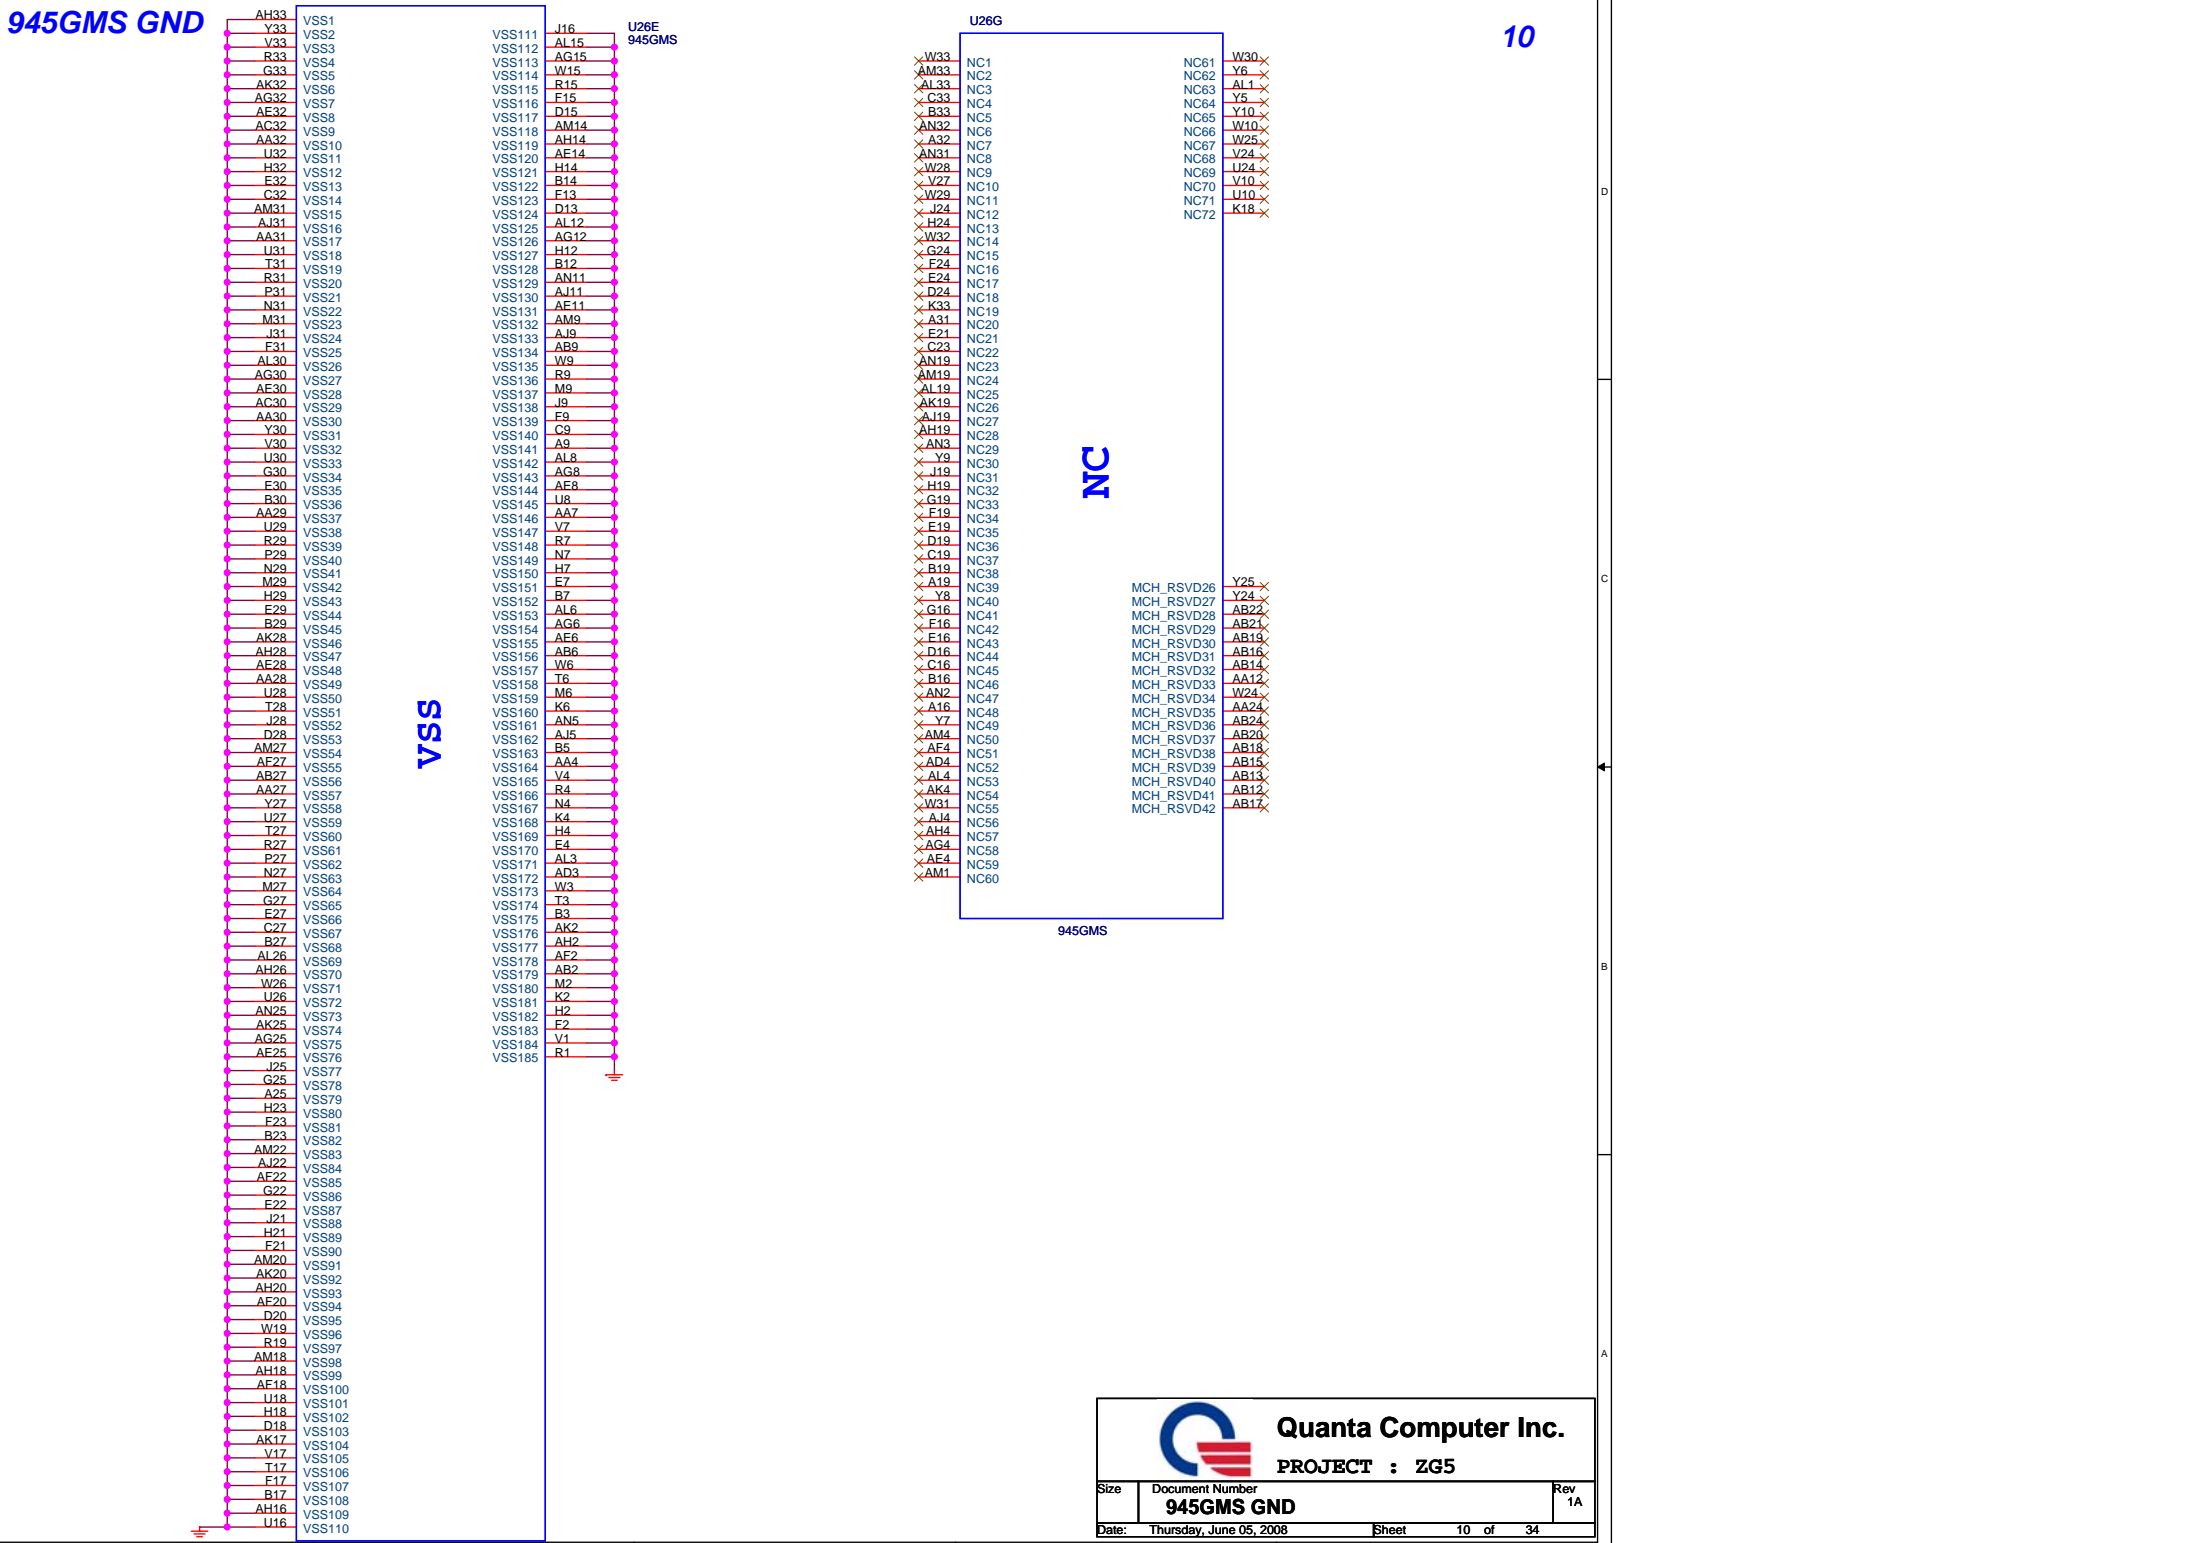 945GMS GND
10
U26E
945GMS
VSS
AH33 VSS1
Y33 VSS2
V33 VSS3
R33 VSS4
G33 VSS5
AK32 VSS6
AG32 VSS7
AE32 VSS8
AC32 VSS9
AA32 VSS10
U32 VSS11
H32 VSS12
E32 VSS13
C32 VSS14
AM31 VSS15
AJ31 VSS16
AA31 VSS17
U31 VSS18
T31 VSS19
R31 VSS20
P31 VSS21
N31 VSS22
M31 VSS23
J31 VSS24
F31 VSS25
AL30 VSS26
AG30 VSS27
AE30 VSS28
AC30 VSS29
AA30 VSS30
Y30 VSS31
V30 VSS32
U30 VSS33
G30 VSS34
E30 VSS35
B30 VSS36
AA29 VSS37
U29 VSS38
R29 VSS39
P29 VSS40
N29 VSS41
M29 VSS42
H29 VSS43
E29 VSS44
B29 VSS45
AK28 VSS46
AH28 VSS47
AE28 VSS48
AA28 VSS49
U28 VSS50
T28 VSS51
J28 VSS52
D28 VSS53
AM27 VSS54
AF27 VSS55
AB27 VSS56
AA27 VSS57
Y27 VSS58
U27 VSS59
T27 VSS60
R27 VSS61
P27 VSS62
N27 VSS63
M27 VSS64
G27 VSS65
E27 VSS66
C27 VSS67
B27 VSS68
AL26 VSS69
AH26 VSS70
W26 VSS71
U26 VSS72
AN25 VSS73
AK25 VSS74
AG25 VSS75
AE25 VSS76
J25 VSS77
G25 VSS78
A25 VSS79
H23 VSS80
F23 VSS81
B23 VSS82
AM22 VSS83
AJ22 VSS84
AF22 VSS85
G22 VSS86
E22 VSS87
J21 VSS88
H21 VSS89
F21 VSS90
AM20 VSS91
AK20 VSS92
AH20 VSS93
AF20 VSS94
D20 VSS95
W19 VSS96
R19 VSS97
AM18 VSS98
AH18 VSS99
AF18 VSS100
U18 VSS101
H18 VSS102
D18 VSS103
AK17 VSS104
V17 VSS105
T17 VSS106
F17 VSS107
B17 VSS108
AH16 VSS109
U16 VSS110
VSS111 J16
VSS112 AL15
VSS113 AG15
VSS114 W15
VSS115 R15
VSS116 F15
VSS117 D15
VSS118 AM14
VSS119 AH14
VSS120 AE14
VSS121 H14
VSS122 B14
VSS123 F13
VSS124 D13
VSS125 AL12
VSS126 AG12
VSS127 H12
VSS128 B12
VSS129 AN11
VSS130 AJ11
VSS131 AE11
VSS132 AM9
VSS133 AJ9
VSS134 AB9
VSS135 W9
VSS136 R9
VSS137 M9
VSS138 J9
VSS139 F9
VSS140 C9
VSS141 A9
VSS142 AL8
VSS143 AG8
VSS144 AE8
VSS145 U8
VSS146 AA7
VSS147 V7
VSS148 R7
VSS149 N7
VSS150 H7
VSS151 E7
VSS152 B7
VSS153 AL6
VSS154 AG6
VSS155 AE6
VSS156 AB6
VSS157 W6
VSS158 T6
VSS159 M6
VSS160 K6
VSS161 AN5
VSS162 AJ5
VSS163 B5
VSS164 AA4
VSS165 V4
VSS166 R4
VSS167 N4
VSS168 K4
VSS169 H4
VSS170 E4
VSS171 AL3
VSS172 AD3
VSS173 W3
VSS174 T3
VSS175 B3
VSS176 AK2
VSS177 AH2
VSS178 AF2
VSS179 AB2
VSS180 M2
VSS181 K2
VSS182 H2
VSS183 F2
VSS184 V1
VSS185 R1
U26G
NC
W33 NC1
AM33 NC2
AL33 NC3
C33 NC4
B33 NC5
AN32 NC6
A32 NC7
AN31 NC8
W28 NC9
V27 NC10
W29 NC11
J24 NC12
H24 NC13
W32 NC14
G24 NC15
F24 NC16
E24 NC17
D24 NC18
K33 NC19
A31 NC20
E21 NC21
C23 NC22
AN19 NC23
AM19 NC24
AL19 NC25
AK19 NC26
AJ19 NC27
AH19 NC28
AN3 NC29
Y9 NC30
J19 NC31
H19 NC32
G19 NC33
F19 NC34
E19 NC35
D19 NC36
C19 NC37
B19 NC38
A19 NC39
Y8 NC40
G16 NC41
F16 NC42
E16 NC43
D16 NC44
C16 NC45
B16 NC46
AN2 NC47
A16 NC48
Y7 NC49
AM4 NC50
AF4 NC51
AD4 NC52
AL4 NC53
AK4 NC54
W31 NC55
AJ4 NC56
AH4 NC57
AG4 NC58
AE4 NC59
AM1 NC60
NC61 W30
NC62 Y6
NC63 AL1
NC64 Y5
NC65 Y10
NC66 W10
NC67 W25
NC68 V24
NC69 U24
NC70 V10
NC71 U10
NC72 K18
MCH_RSVD26 Y25
MCH_RSVD27 Y24
MCH_RSVD28 AB22
MCH_RSVD29 AB21
MCH_RSVD30 AB19
MCH_RSVD31 AB16
MCH_RSVD32 AB14
MCH_RSVD33 AA12
MCH_RSVD34 W24
MCH_RSVD35 AA24
MCH_RSVD36 AB24
MCH_RSVD37 AB20
MCH_RSVD38 AB18
MCH_RSVD39 AB15
MCH_RSVD40 AB13
MCH_RSVD41 AB12
MCH_RSVD42 AB17
945GMS
D
C
B
A
Quanta Computer Inc.
PROJECT : ZG5
Size Document Number Rev
945GMS GND 1A
Date: Thursday, June 05, 2008 Sheet 10 of 34